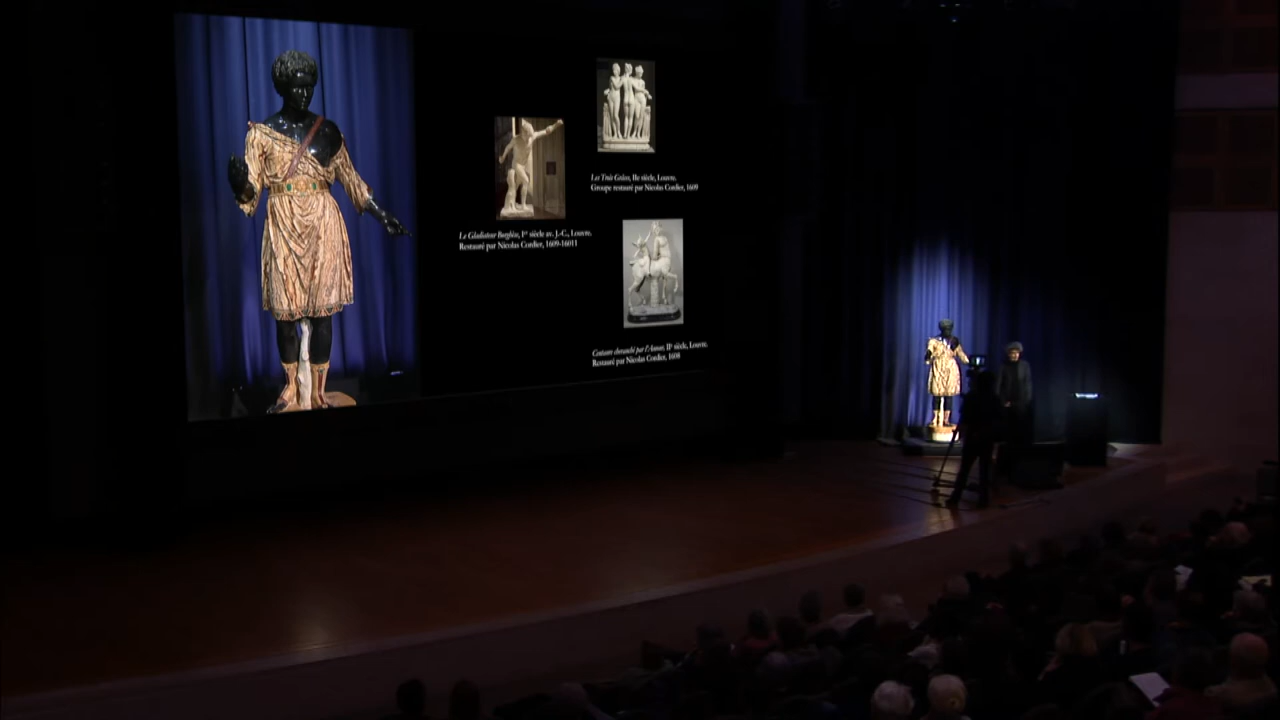 Les Trois Grâces, IIe siècle, Louvre.
Groupe restauré par Nicolas Cordier, 1609
Le Gladiateur Borghèse, Iᵉʳ siècle av. J.-C., Louvre.
Restauré par Nicolas Cordier, 1609-16011
Centaure chevauché par l'Amour, IIᵉ siècle, Louvre.
Restauré par Nicolas Cordier, 1608